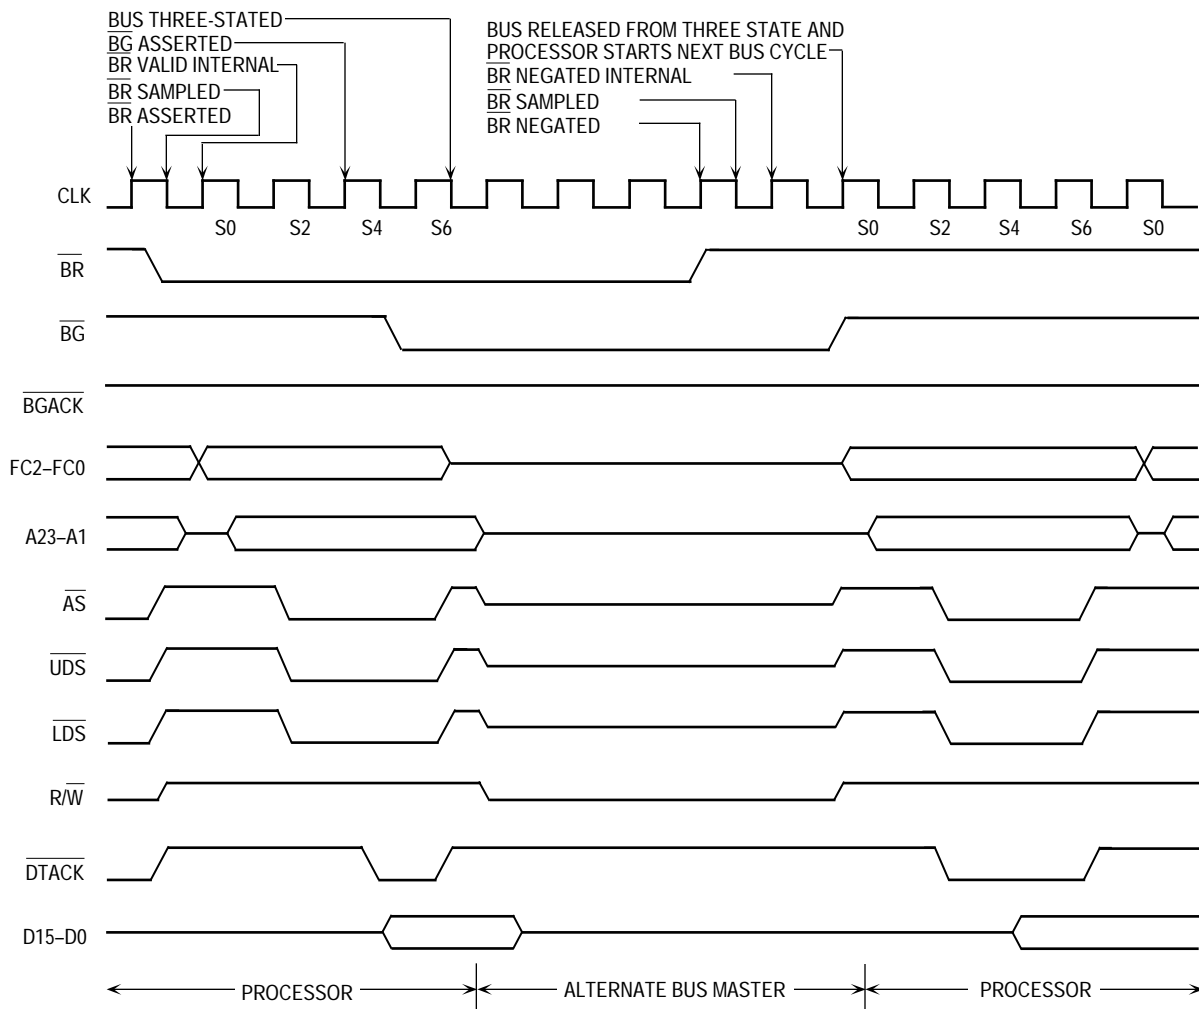 BUS THREE-STATED
BG ASSERTED
BR VALID INTERNAL
BR SAMPLED
BR ASSERTED
BUS RELEASED FROM THREE STATE AND
PROCESSOR STARTS NEXT BUS CYCLE
BR NEGATED INTERNAL
BR SAMPLED
BR NEGATED
CLK
S0 S2 S4 S6 S0 S2 S4 S6 S0
BR
BG
BGACK
FC2–FC0
A23–A1
AS
UDS
LDS
R/W
DTACK
D15–D0
PROCESSOR ALTERNATE BUS MASTER PROCESSOR